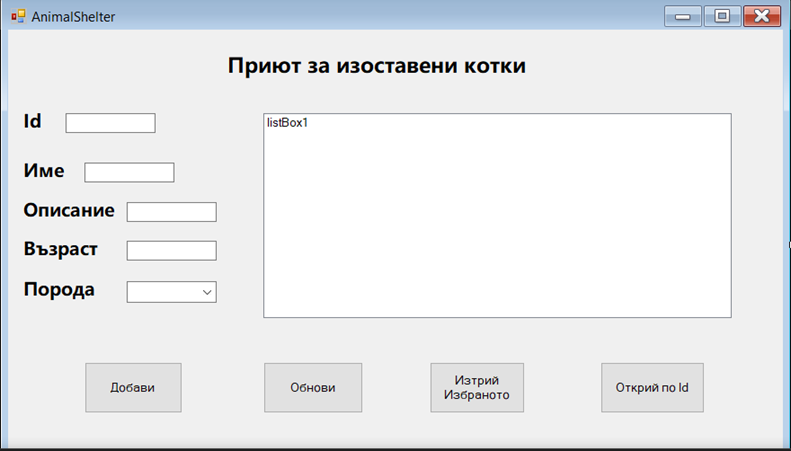 AnimalShelter
Приют за изоставени котки
Id
listBox1
Име
Описание
Възраст
Порода
Добави
Обнови
Изтрий
Избраното
Открий по Id